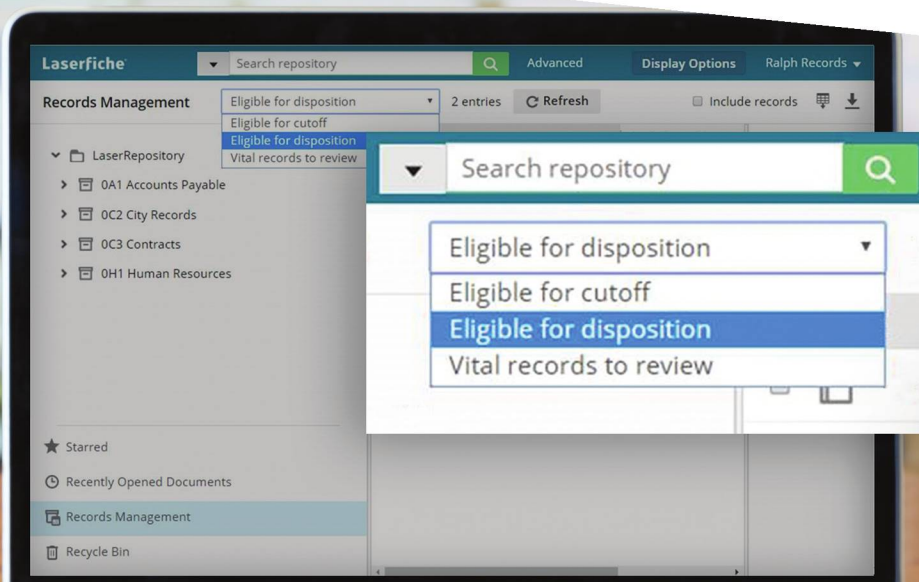 Laserfiche Search repository Advanced Display Options Ralph Records
Records Management Eligible for disposition 2 entries Refresh Include records
Eligible for cutoff
Eligible for disposition
Vital records to review
LaserRepository
0A1 Accounts Payable
0C2 City Records
0C3 Contracts
0H1 Human Resources
Starred
Recently Opened Documents
Records Management
Recycle Bin
Search repository
Eligible for disposition
Eligible for cutoff
Eligible for disposition
Vital records to review